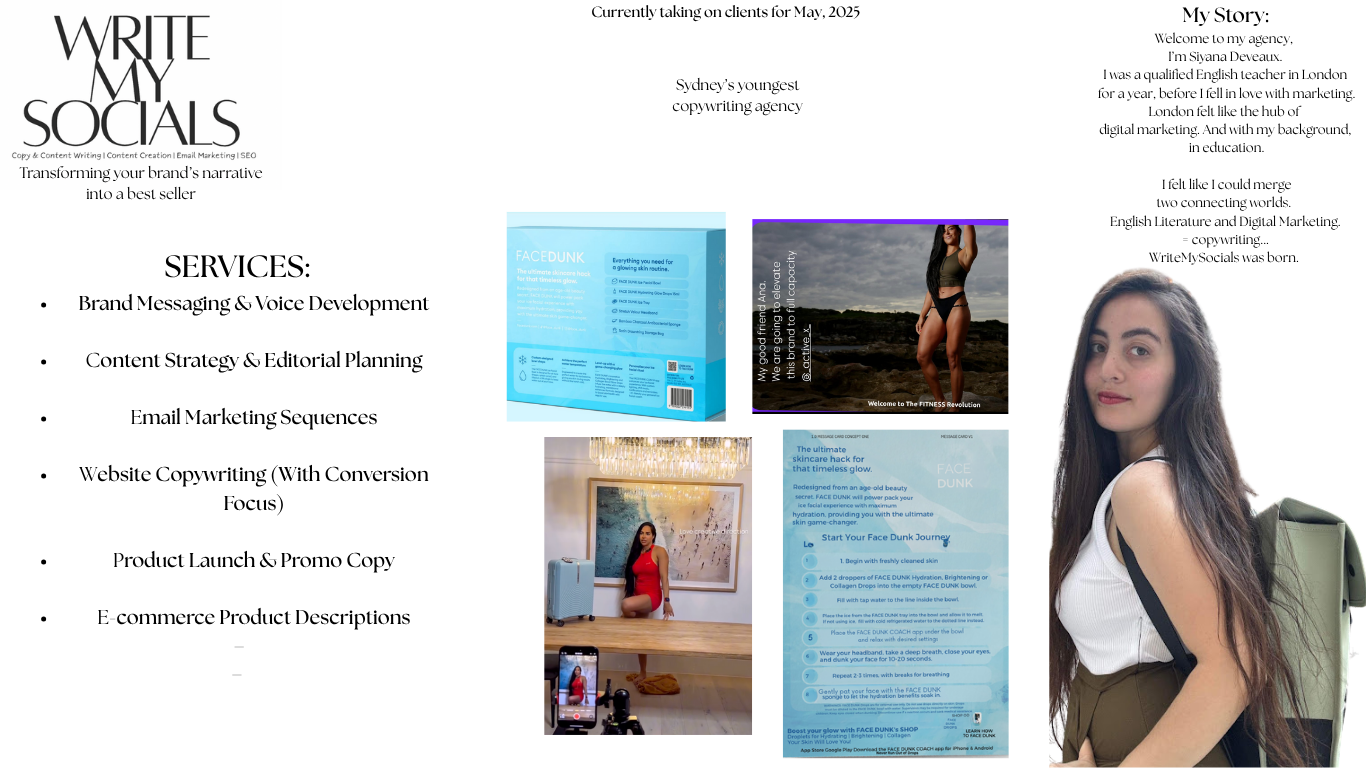 WRITE
MY
SOCIALS
Copy & Content Writing | Content Creation | Email Marketing | SEO
Transforming your brand's narrative
into a best seller
SERVICES:
• Brand Messaging & Voice Development
• Content Strategy & Editorial Planning
• Email Marketing Sequences
• Website Copywriting (With Conversion
Focus)
• Product Launch & Promo Copy
• E-commerce Product Descriptions
Currently taking on clients for May, 2025
Sydney's youngest
copywriting agency
FACEDUNK
The ultimate skincare hack
for that timeless glow.
Everything you need for
a glowing skin routine.
My good friend Ana.
We are going to elevate
this brand to full capacity
@_active_x_
Welcome to The FITNESS Revolution
MESSAGE CARD CONCEPT ONE
MESSAGE CARD V1
The ultimate
skincare hack for
that timeless glow.
FACE
DUNK
Redesigned from an age-old beauty
secret, FACE DUNK will power pack your
ice facial experience with maximum
hydration, providing you with the ultimate
skin game-changer.
Start Your Face Dunk Journey
1. Begin with freshly cleaned skin
Add 2 droppers of FACE DUNK Hydration, Brightening or
Collagen Drops into the empty FACE DUNK bowl.
Fill with tap water to the line inside the bowl.
Place the ice from the FACE DUNK tray into the bowl and allow it to melt.
If not using ice, fill with cold refrigerated water to the desired line instead.
5 Place the FACE DUNK COACH app under the bowl
and relax with desired settings
Wear your headband, take a deep breath, close your eyes,
and dunk your face for 10-20 seconds.
Repeat 2-3 times, with breaks for breathing
Gently pat your face with the FACE DUNK
sponge to let the hydration benefits soak in.
Boost your glow with FACE DUNK's SHOP
Droplets for Hydrating | Brightening | Collagen
Your Skin Will Love You!
LEARN HOW
TO FACE DUNK
App Store Google Play Download the FACE DUNK COACH app for iPhone & Android
My Story:
Welcome to my agency,
I'm Siyana Deveaux.
I was a qualified English teacher in London
for a year, before I fell in love with marketing.
London felt like the hub of
digital marketing. And with my background,
in education.
I felt like I could merge
two connecting worlds.
English Literature and Digital Marketing.
= copywriting...
WriteMySocials was born.